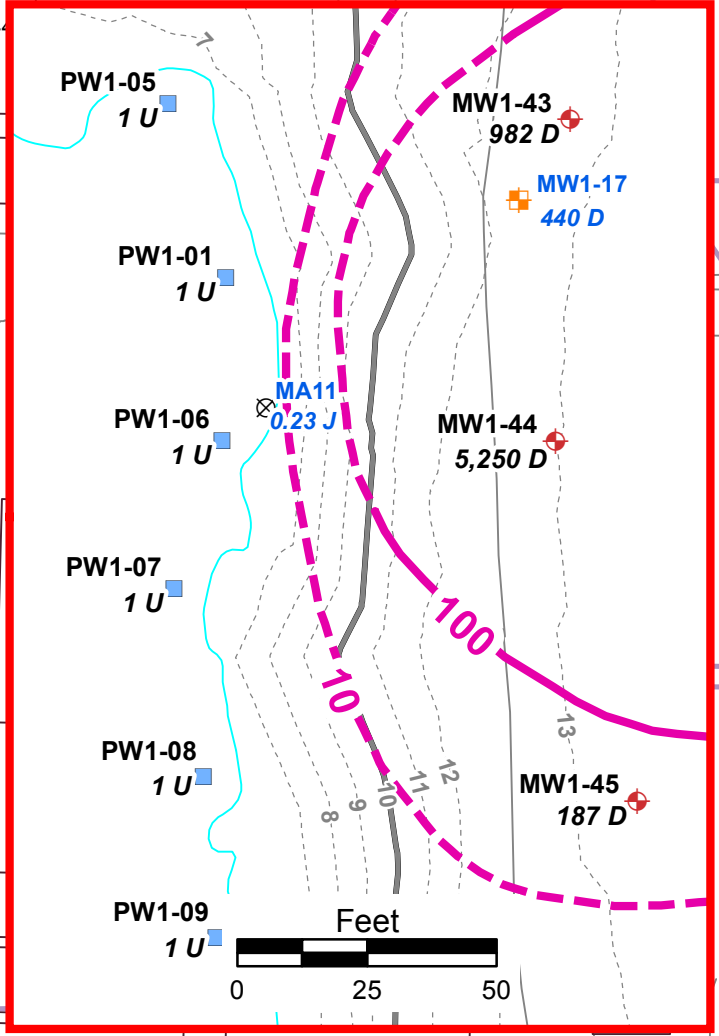 7
PW1-05
1 U
MW1-43
982 D
MW1-17
440 D
PW1-01
1 U
MA11
0.23 J
PW1-06
1 U
MW1-44
5,250 D
PW1-07
1 U
100
10
13
PW1-08
1 U
12
11
10
9
8
MW1-45
187 D
PW1-09
1 U
Feet
0 25 50